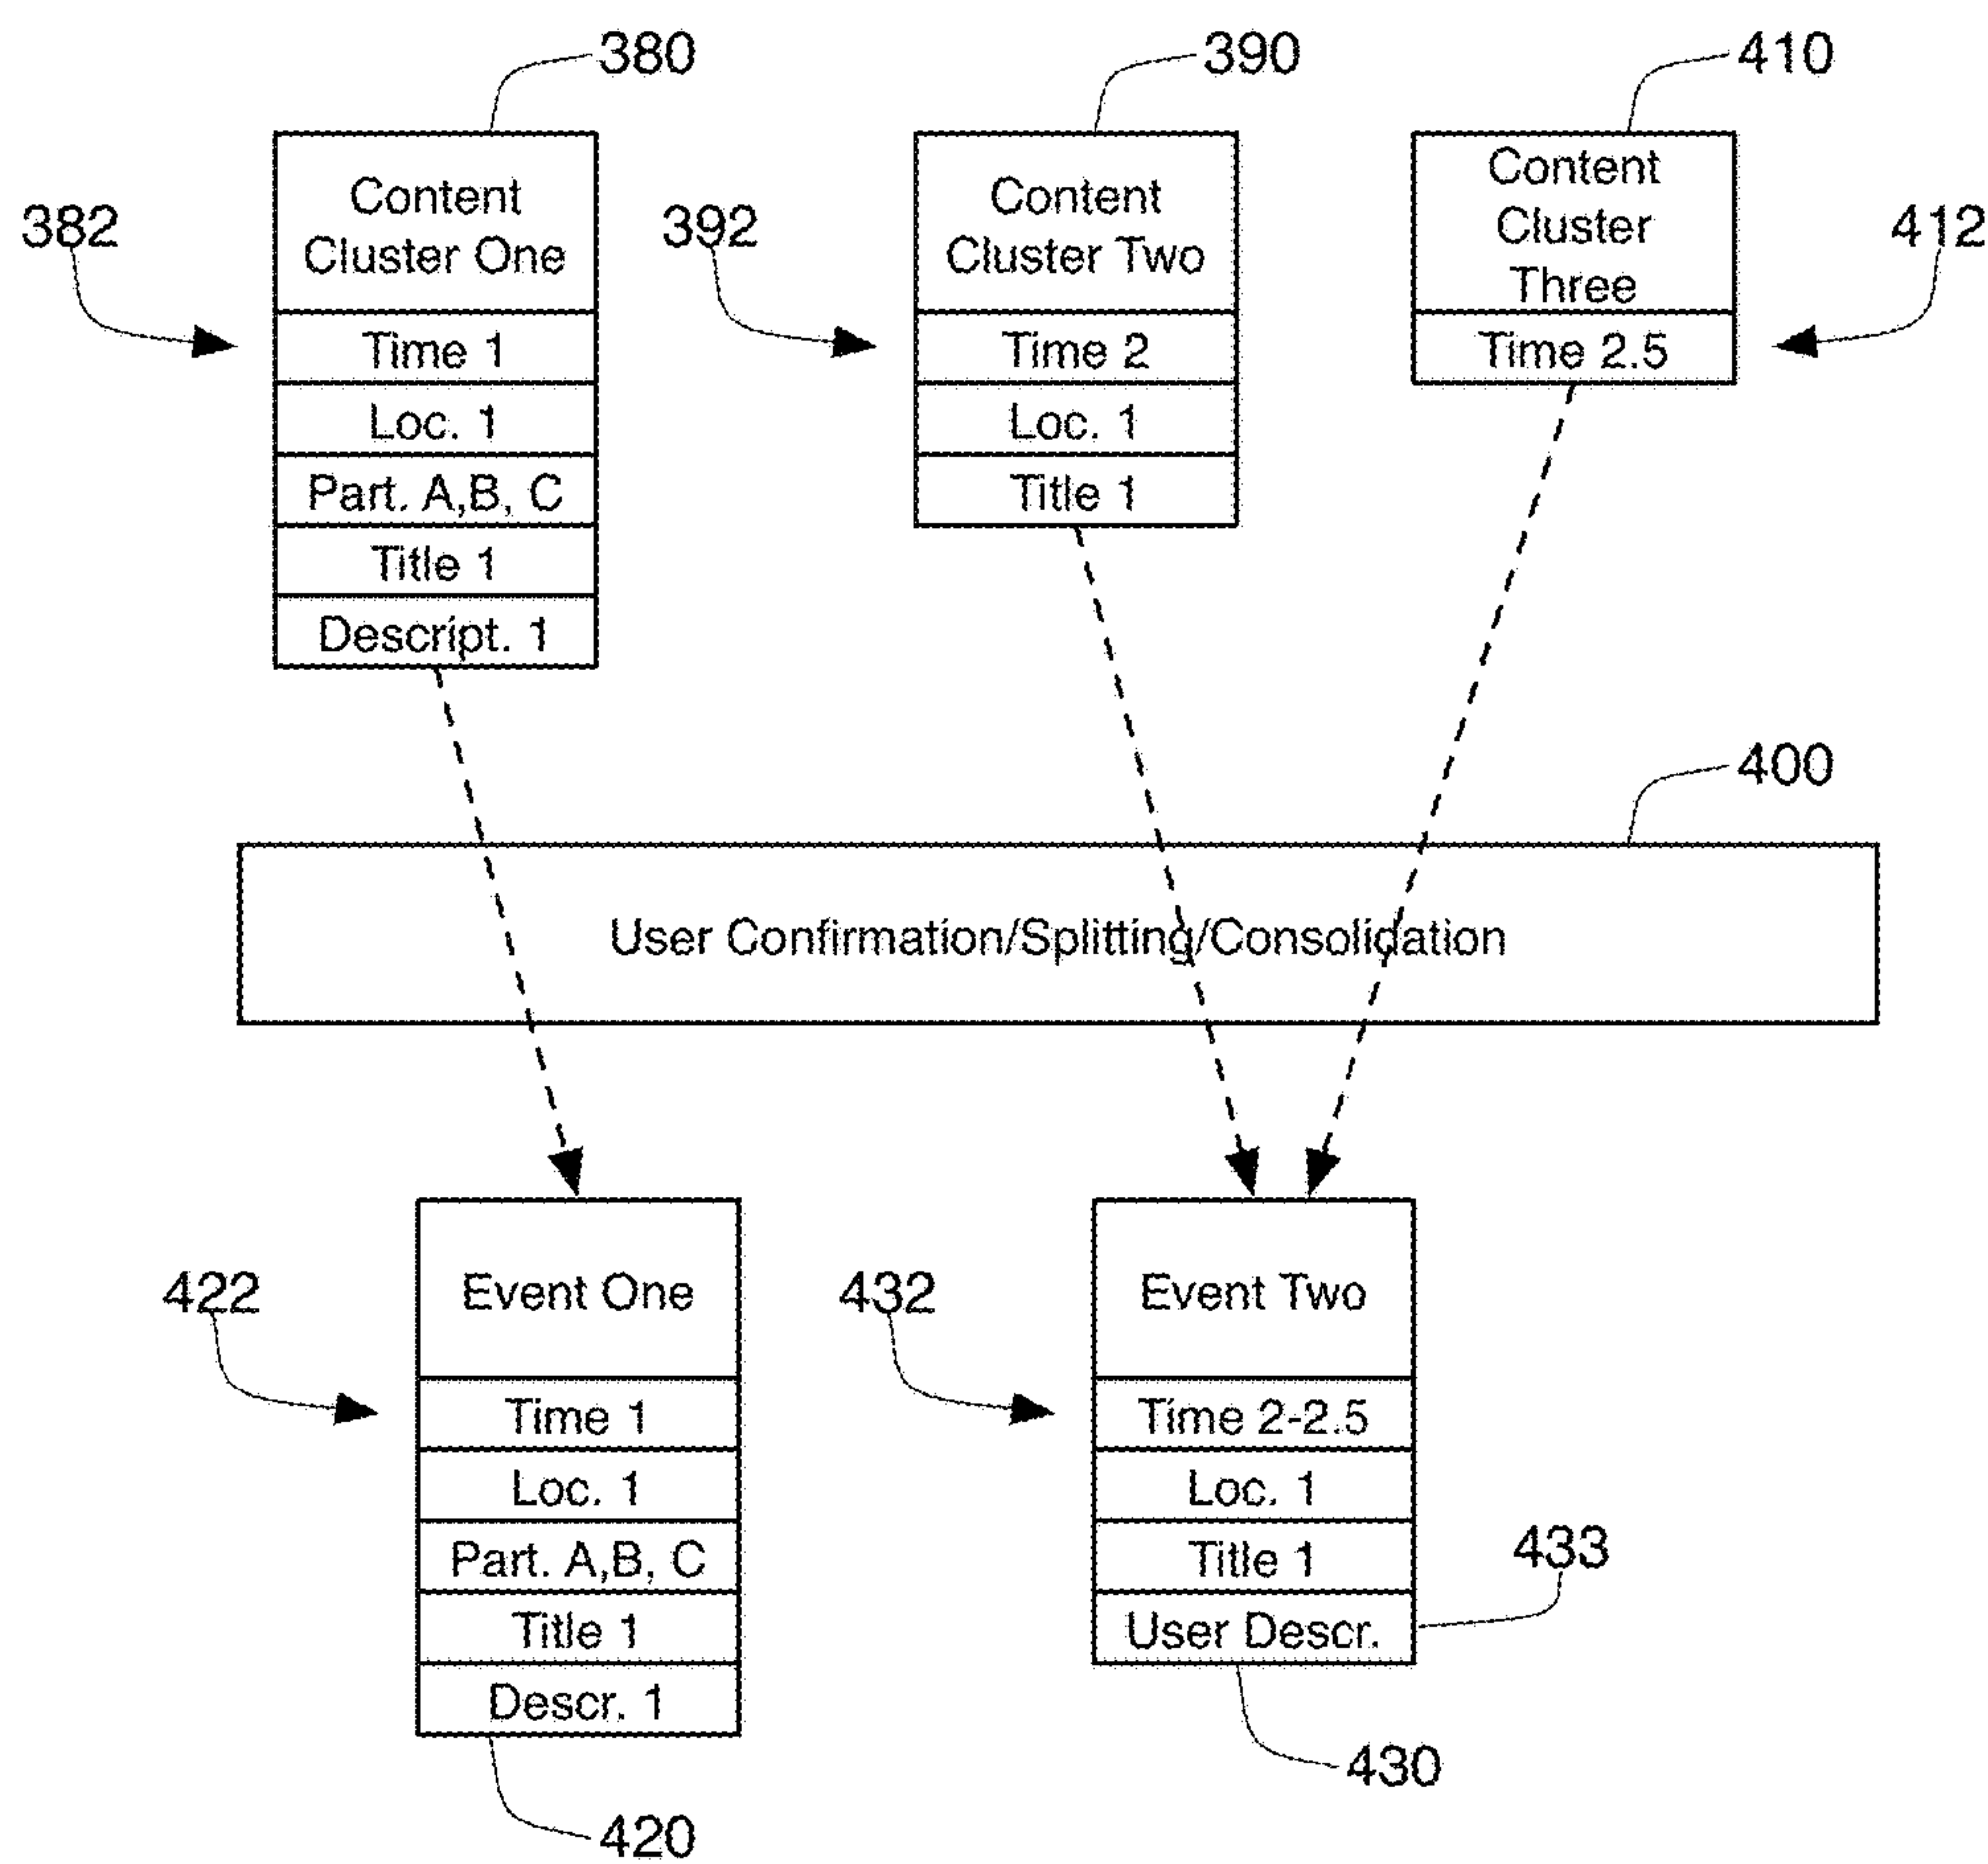 380
390
410
Content
Cluster One
Content
Cluster Two
Content
Cluster
Three
382
392
412
Time 1
Time 2
Time 2.5
Loc. 1
Loc. 1
Part. A,B, C
Title 1
Title 1
Descript. 1
400
User Confirmation/Splitting/Consolidation
422
Event One
432
Event Two
Time 1
Time 2-2.5
Loc. 1
Loc. 1
Part. A,B, C
Title 1
433
Title 1
User Descr.
Descr. 1
430
420